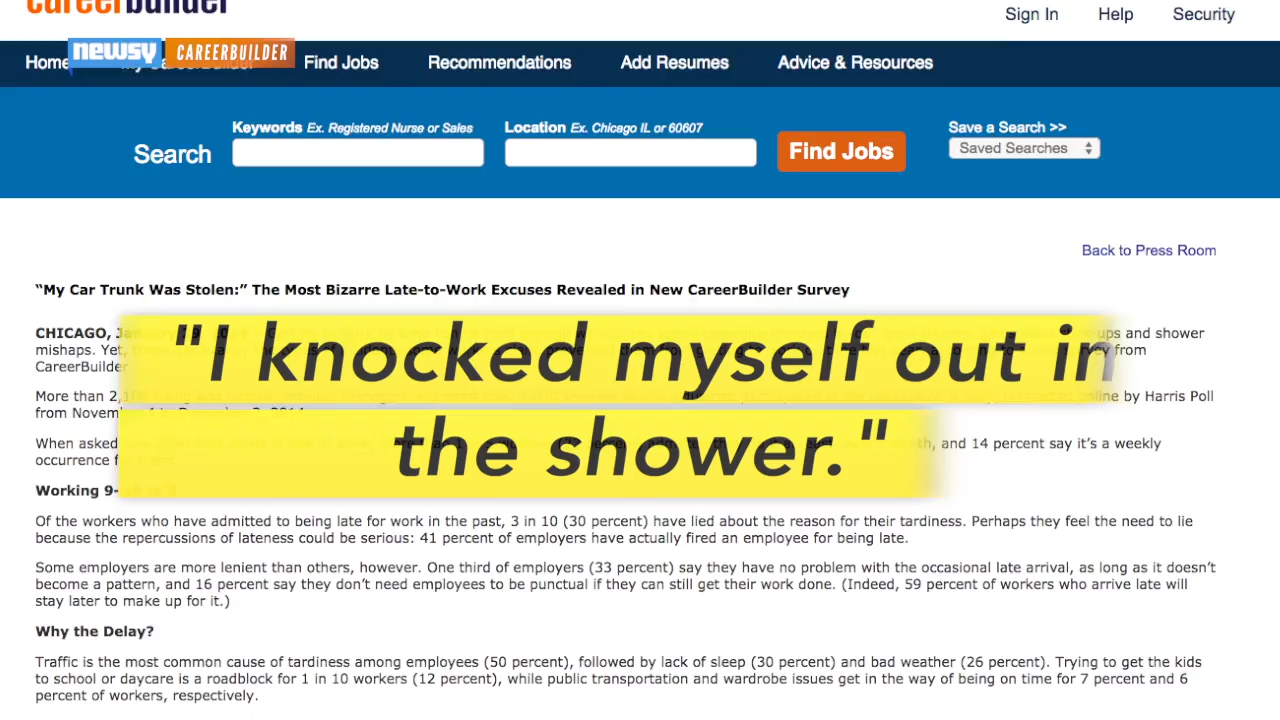 careerbuilder
Sign In Help Security
newsy CAREERBUILDER
Home My CareerBuilder Find Jobs Recommendations Add Resumes Advice & Resources
Keywords Ex. Registered Nurse or Sales Location Ex. Chicago IL or 60607 Save a Search >>
Search Find Jobs Saved Searches
Back to Press Room
“My Car Trunk Was Stolen:” The Most Bizarre Late-to-Work Excuses Revealed in New CareerBuilder Survey
"I knocked myself out in
the shower."
CHICAGO, and shower
mishaps. Yet, from
CareerBuilder
More than online by Harris Poll
from
When asked and 14 percent say it’s a weekly
occurrence
Working
Of the workers who have admitted to being late for work in the past, 3 in 10 (30 percent) have lied about the reason for their tardiness. Perhaps they feel the need to lie
because the repercussions of lateness could be serious: 41 percent of employers have actually fired an employee for being late.
Some employers are more lenient than others, however. One third of employers (33 percent) say they have no problem with the occasional late arrival, as long as it doesn’t
become a pattern, and 16 percent say they don’t need employees to be punctual if they can still get their work done. (Indeed, 59 percent of workers who arrive late will
stay later to make up for it.)
Why the Delay?
Traffic is the most common cause of tardiness among employees (50 percent), followed by lack of sleep (30 percent) and bad weather (26 percent). Trying to get the kids
to school or daycare is a roadblock for 1 in 10 workers (12 percent), while public transportation and wardrobe issues get in the way of being on time for 7 percent and 6
percent of workers, respectively.